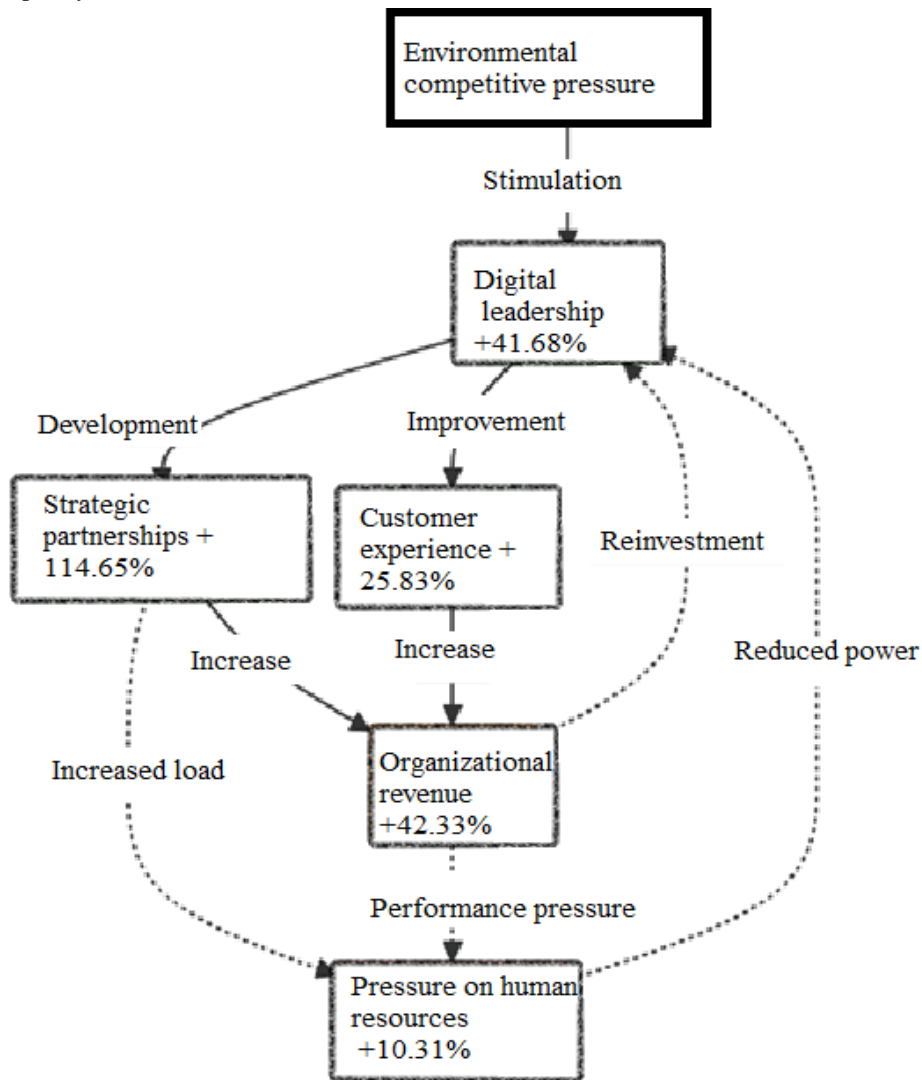 Environmental
competitive pressure
Stimulation
Digital
leadership
+41.68%
Development
Improvement
Strategic
partnerships +
114.65%
Customer
experience +
25.83%
Reinvestment
Increase
Increase
Reduced power
Organizational
revenue
+42.33%
Increased load
Performance pressure
Pressure on human
resources
+10.31%